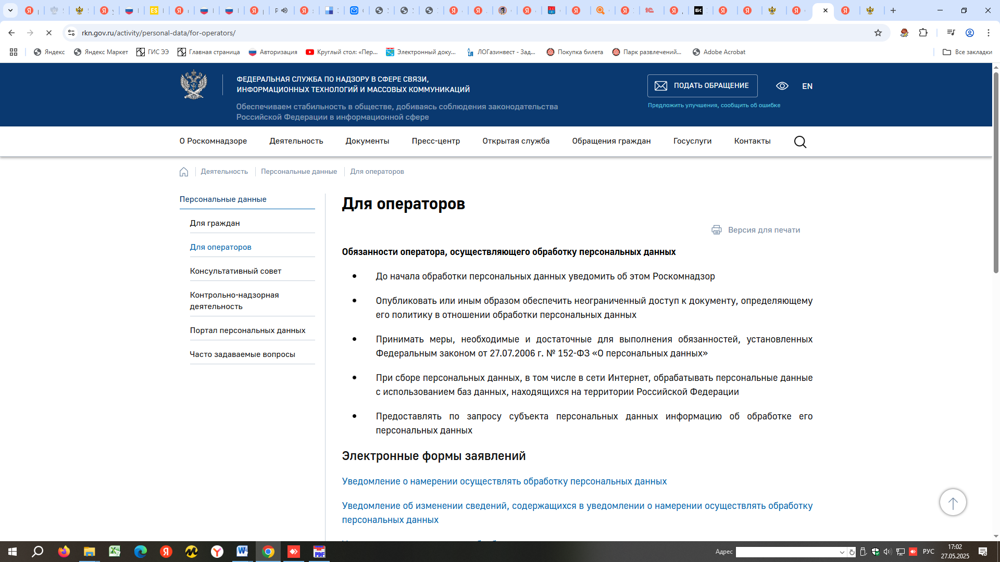 rkn.gov.ru/activity/personal-data/for-operators/
Яндекс
Яндекс Маркет
ГИС ЭЭ
Главная страница
Авторизация
Круглый стол: «Пер...
Электронный доку...
ЛОГазинвест - Зад...
Покупка билета
Парк развлечений...
Adobe Acrobat
Все закладки
ФЕДЕРАЛЬНАЯ СЛУЖБА ПО НАДЗОРУ В СФЕРЕ СВЯЗИ,
ИНФОРМАЦИОННЫХ ТЕХНОЛОГИЙ И МАССОВЫХ КОММУНИКАЦИЙ
Обеспечиваем стабильность в обществе, добиваясь соблюдения законодательства
Российской Федерации в информационной сфере
ПОДАТЬ ОБРАЩЕНИЕ
EN
Предложить улучшения, сообщить об ошибке
О Роскомнадзоре
Деятельность
Документы
Пресс-центр
Открытая служба
Обращения граждан
Госуслуги
Контакты
Деятельность
Персональные данные
Для операторов
Персональные данные
Для граждан
Для операторов
Консультативный совет
Контрольно-надзорная
деятельность
Портал персональных данных
Часто задаваемые вопросы
Для операторов
Версия для печати
Обязанности оператора, осуществляющего обработку персональных данных
До начала обработки персональных данных уведомить об этом Роскомнадзор
Опубликовать или иным образом обеспечить неограниченный доступ к документу, определяющему
его политику в отношении обработки персональных данных
Принимать меры, необходимые и достаточные для выполнения обязанностей, установленных
Федеральным законом от 27.07.2006 г. № 152-ФЗ «О персональных данных»
При сборе персональных данных, в том числе в сети Интернет, обрабатывать персональные данные
с использованием баз данных, находящихся на территории Российской Федерации
Предоставлять по запросу субъекта персональных данных информацию об обработке его
персональных данных
Электронные формы заявлений
Уведомление о намерении осуществлять обработку персональных данных
Уведомление об изменении сведений, содержащихся в уведомлении о намерении осуществлять обработку
персональных данных
Адрес
РУС
17:02
27.05.2025